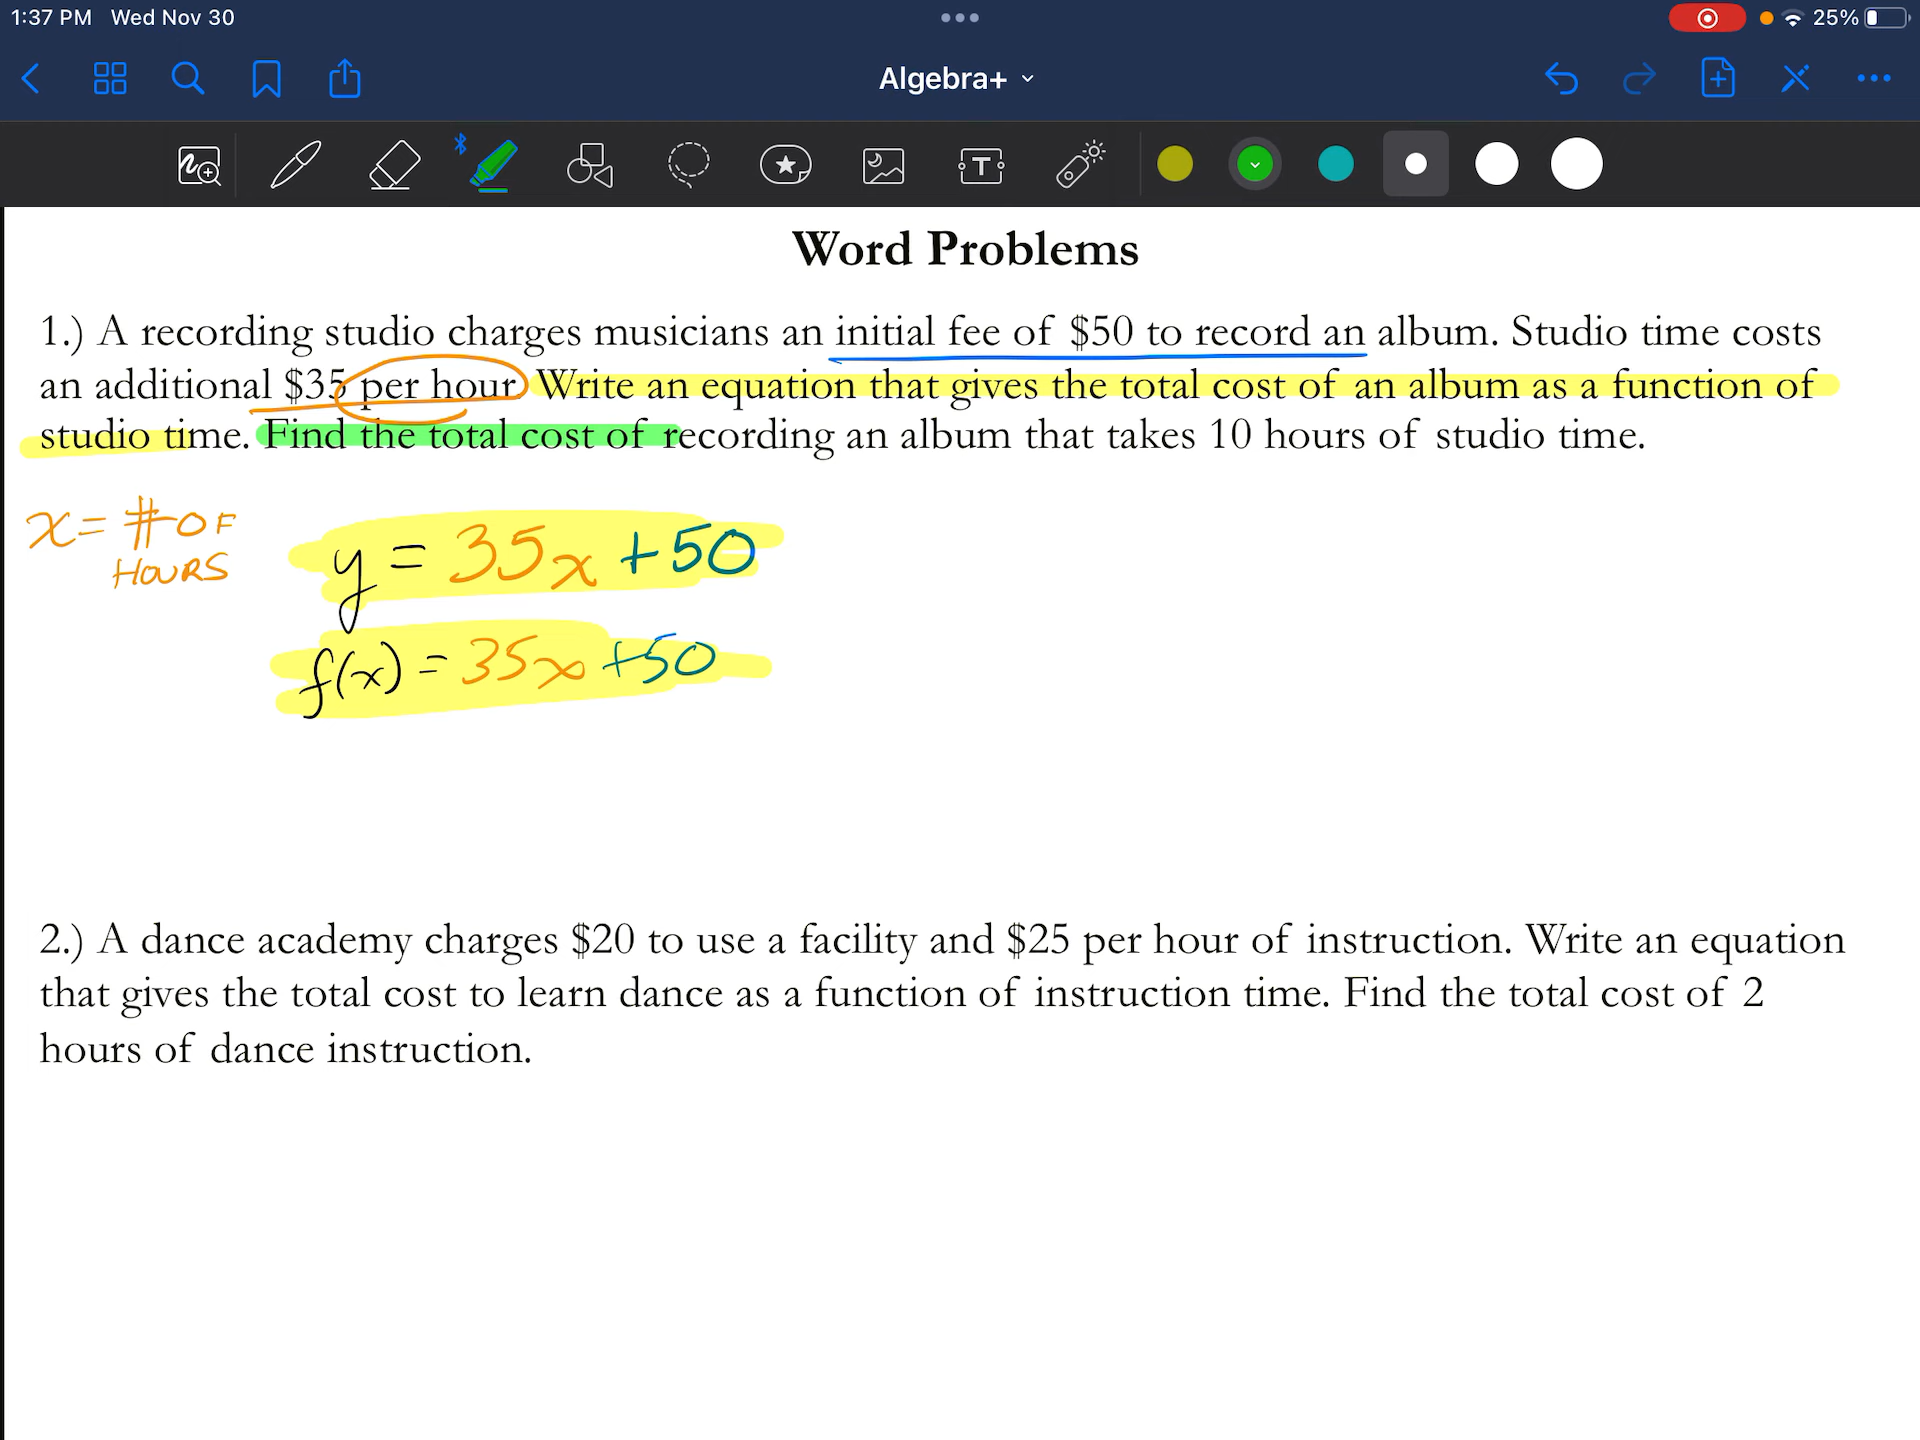 1:37 PM Wed Nov 30
25%
Algebra+
T
Word Problems
1.) A recording studio charges musicians an initial fee of $50 to record an album. Studio time costs
an additional $35 per hour. Write an equation that gives the total cost of an album as a function of
studio time. Find the total cost of recording an album that takes 10 hours of studio time.
x = # OF
HOURS
y = 35x +50
f(x) = 35x +50
2.) A dance academy charges $20 to use a facility and $25 per hour of instruction. Write an equation
that gives the total cost to learn dance as a function of instruction time. Find the total cost of 2
hours of dance instruction.